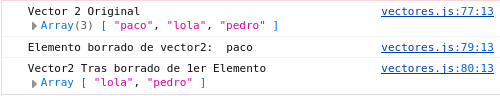 Vector 2 Original vectores.js:77:13
▶ Array(3) [ "paco", "lola", "pedro" ]
Elemento borrado de vector2:  paco vectores.js:79:13
Vector2 Tras borrado de 1er Elemento vectores.js:80:13
▶ Array [ "lola", "pedro" ]